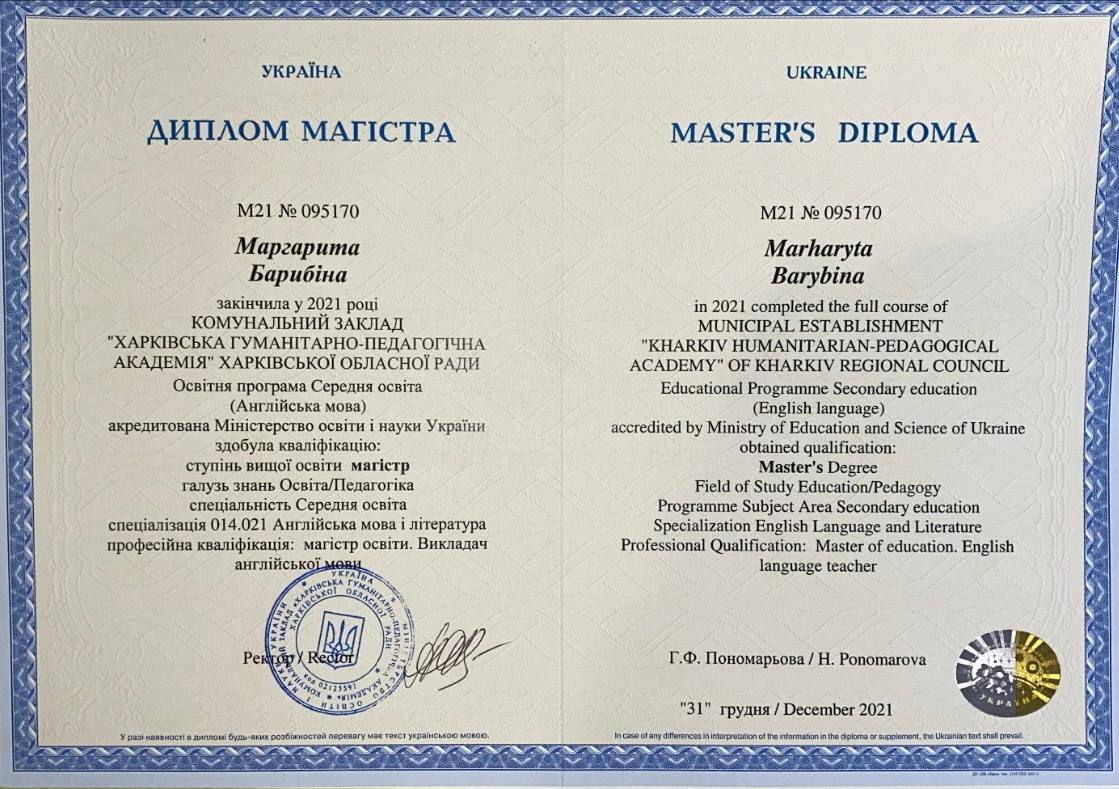 УКРАЇНА
ДИПЛОМ МАГІСТРА
М21 № 095170
Маргарита
Барибіна
закінчила у 2021 році
КОМУНАЛЬНИЙ ЗАКЛАД
"ХАРКІВСЬКА ГУМАНІТАРНО-ПЕДАГОГІЧНА
АКАДЕМІЯ" ХАРКІВСЬКОЇ ОБЛАСНОЇ РАДИ
Освітня програма Середня освіта
(Англійська мова)
акредитована Міністерство освіти і науки України
здобула кваліфікацію:
ступінь вищої освіти магістр
галузь знань Освіта/Педагогіка
спеціальність Середня освіта
спеціалізація 014.021 Англійська мова і література
професійна кваліфікація: магістр освіти. Викладач
англійської мови
УКРАЇНА
МІНІСТЕРСТВО ОСВІТИ І НАУКИ УКРАЇНИ
КОМУНАЛЬНИЙ ЗАКЛАД «ХАРКІВСЬКА ГУМАНІТАРНО-ПЕДАГОГІЧНА АКАДЕМІЯ»
ХАРКІВСЬКОЇ ОБЛАСНОЇ РАДИ
код 02125591
Ректор / Rector
У разі наявності в дипломі будь-яких розбіжностей перевагу має текст українською мовою.
UKRAINE
MASTER'S DIPLOMA
М21 № 095170
Marharyta
Barybina
in 2021 completed the full course of
MUNICIPAL ESTABLISHMENT
"KHARKIV HUMANITARIAN-PEDAGOGICAL
ACADEMY" OF KHARKIV REGIONAL COUNCIL
Educational Programme Secondary education
(English language)
accredited by Ministry of Education and Science of Ukraine
obtained qualification:
Master's Degree
Field of Study Education/Pedagogy
Programme Subject Area Secondary education
Specialization English Language and Literature
Professional Qualification: Master of education. English
language teacher
Г.Ф. Пономарьова / H. Ponomarova
УКРАЇНА
"31" грудня / December 2021
In case of any differences in interpretation of the information in the diploma or supplement, the Ukrainian text shall prevail.